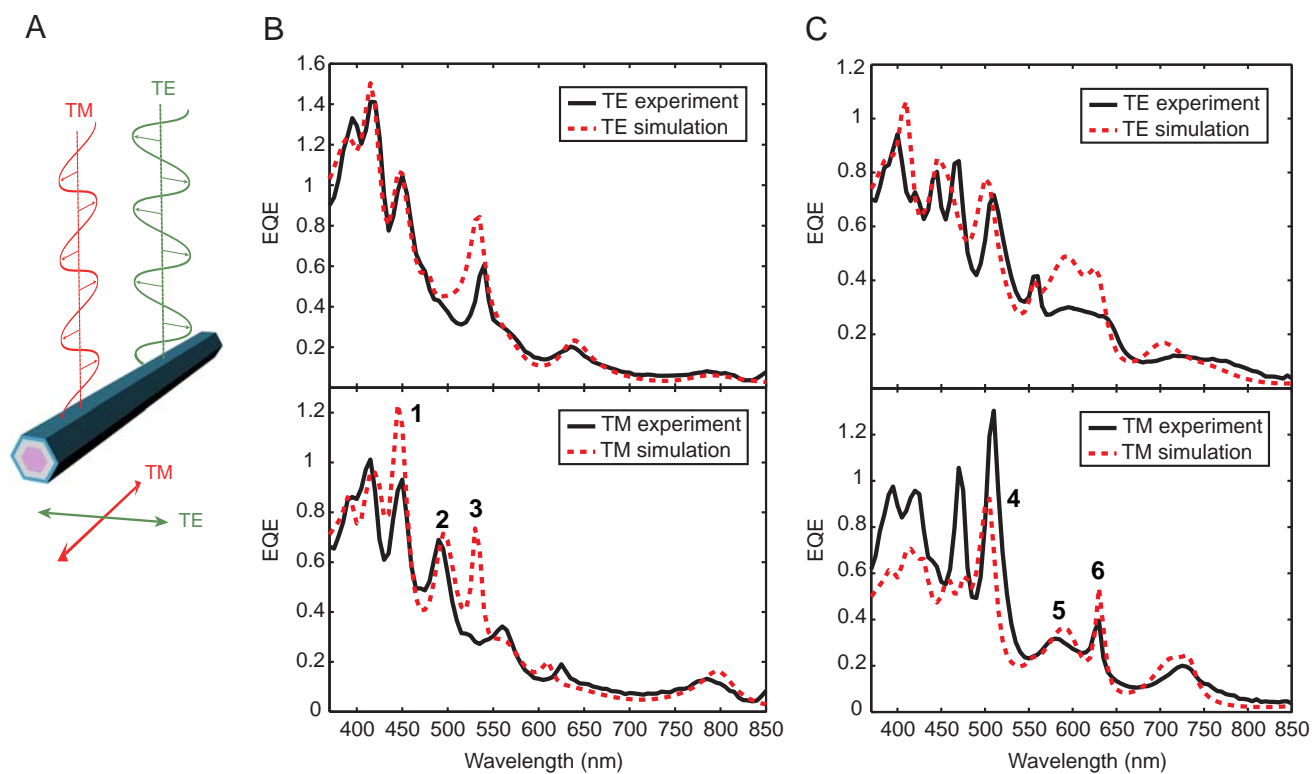 A
TM
TE
TM
TE
B
1.6
1.4
1.2
1
0.8
0.6
0.4
0.2
EQE
TE experiment
TE simulation
1.2
1
0.8
0.6
0.4
0.2
0
EQE
TM experiment
TM simulation
1
2
3
400 450 500 550 600 650 700 750 800 850
Wavelength (nm)
C
1.2
1
0.8
0.6
0.4
0.2
EQE
TE experiment
TE simulation
1.2
1
0.8
0.6
0.4
0.2
0
EQE
TM experiment
TM simulation
4
5
6
400 450 500 550 600 650 700 750 800 850
Wavelength (nm)